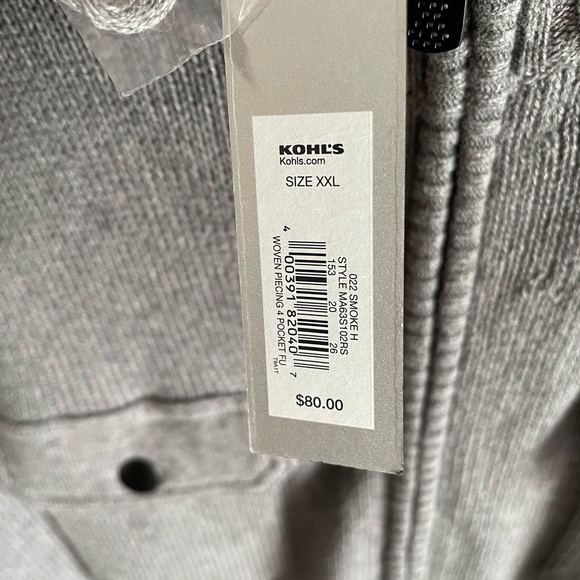 KOHL'S
Kohls.com
SIZE XXL
022 SMOKE H
STYLE MA63S102RS
153 20 26
4 00391 82040 7
WOVEN PIECING 4 POCKET FU
T9A1T
$80.00